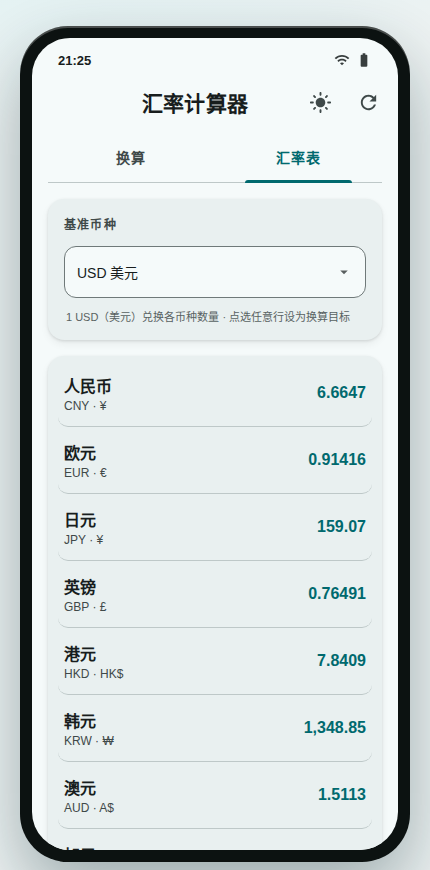 21:25
汇率计算器
换算
汇率表
基准币种
USD 美元
1 USD（美元）兑换各币种数量 · 点选任意行设为换算目标
人民币
CNY · ¥
6.6647
欧元
EUR · €
0.91416
日元
JPY · ¥
159.07
英镑
GBP · £
0.76491
港元
HKD · HK$
7.8409
韩元
KRW · ₩
1,348.85
澳元
AUD · A$
1.5113